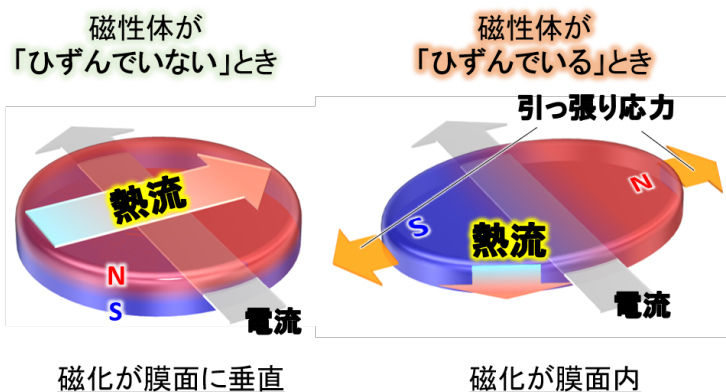 磁性体が
「ひずんでいない」とき
熱流
N
S
電流
磁化が膜面に垂直
磁性体が
「ひずんでいる」とき
引っ張り応力
N
S
熱流
電流
磁化が膜面内